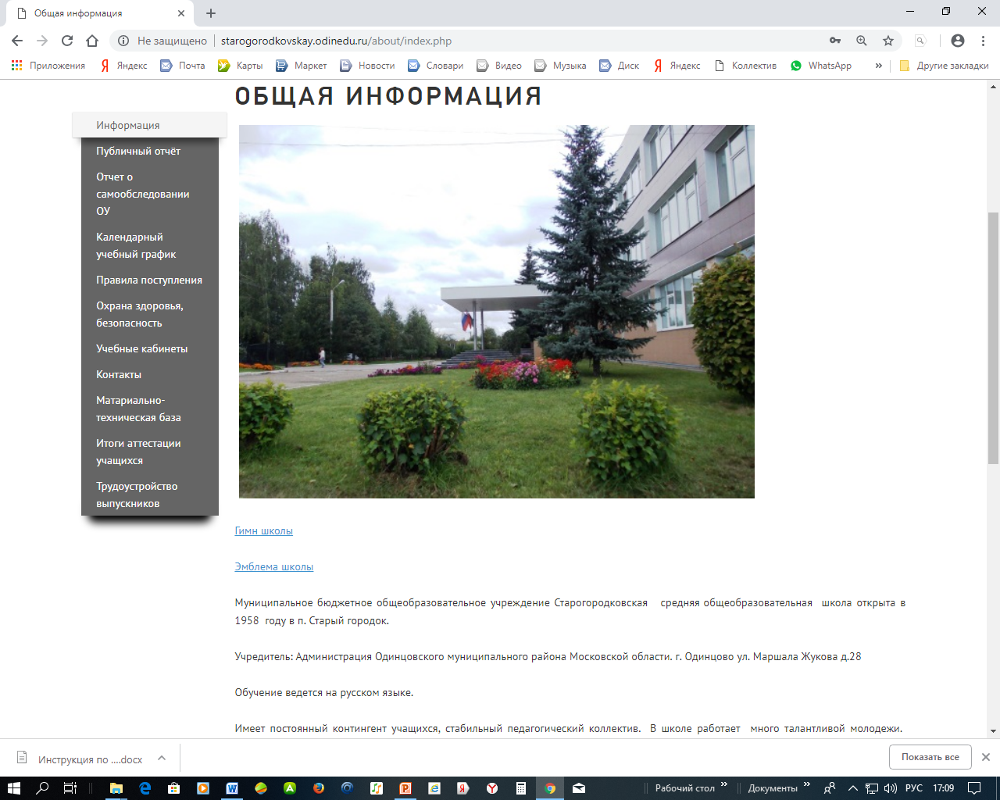 Общая информация
Не защищено
starogorodkovskay.odinedu.ru/about/index.php
Приложения
Яндекс
Почта
Карты
Маркет
Новости
Словари
Видео
Музыка
Диск
Яндекс
Коллектив
WhatsApp
»
Другие закладки
ОБЩАЯ ИНФОРМАЦИЯ
Информация
Публичный отчёт
Отчет о
самообследовании
ОУ
Календарный
учебный график
Правила поступления
Охрана здоровья,
безопасность
Учебные кабинеты
Контакты
Матариально-
техническая база
Итоги аттестации
учащихся
Трудоустройство
выпускников
Гимн школы
Эмблема школы
Муниципальное бюджетное общеобразовательное учреждение Старогородковская средняя общеобразовательная школа открыта в
1958 году в п. Старый городок.
Учредитель: Администрация Одинцовского муниципального района Московской области. г. Одинцово ул. Маршала Жукова д.28
Обучение ведется на русском языке.
Имеет постоянный контингент учащихся, стабильный педагогический коллектив. В школе работает много талантливой молодежи.
Инструкция по ....docx
Показать все
Рабочий стол »
Документы »
РУС
17:09